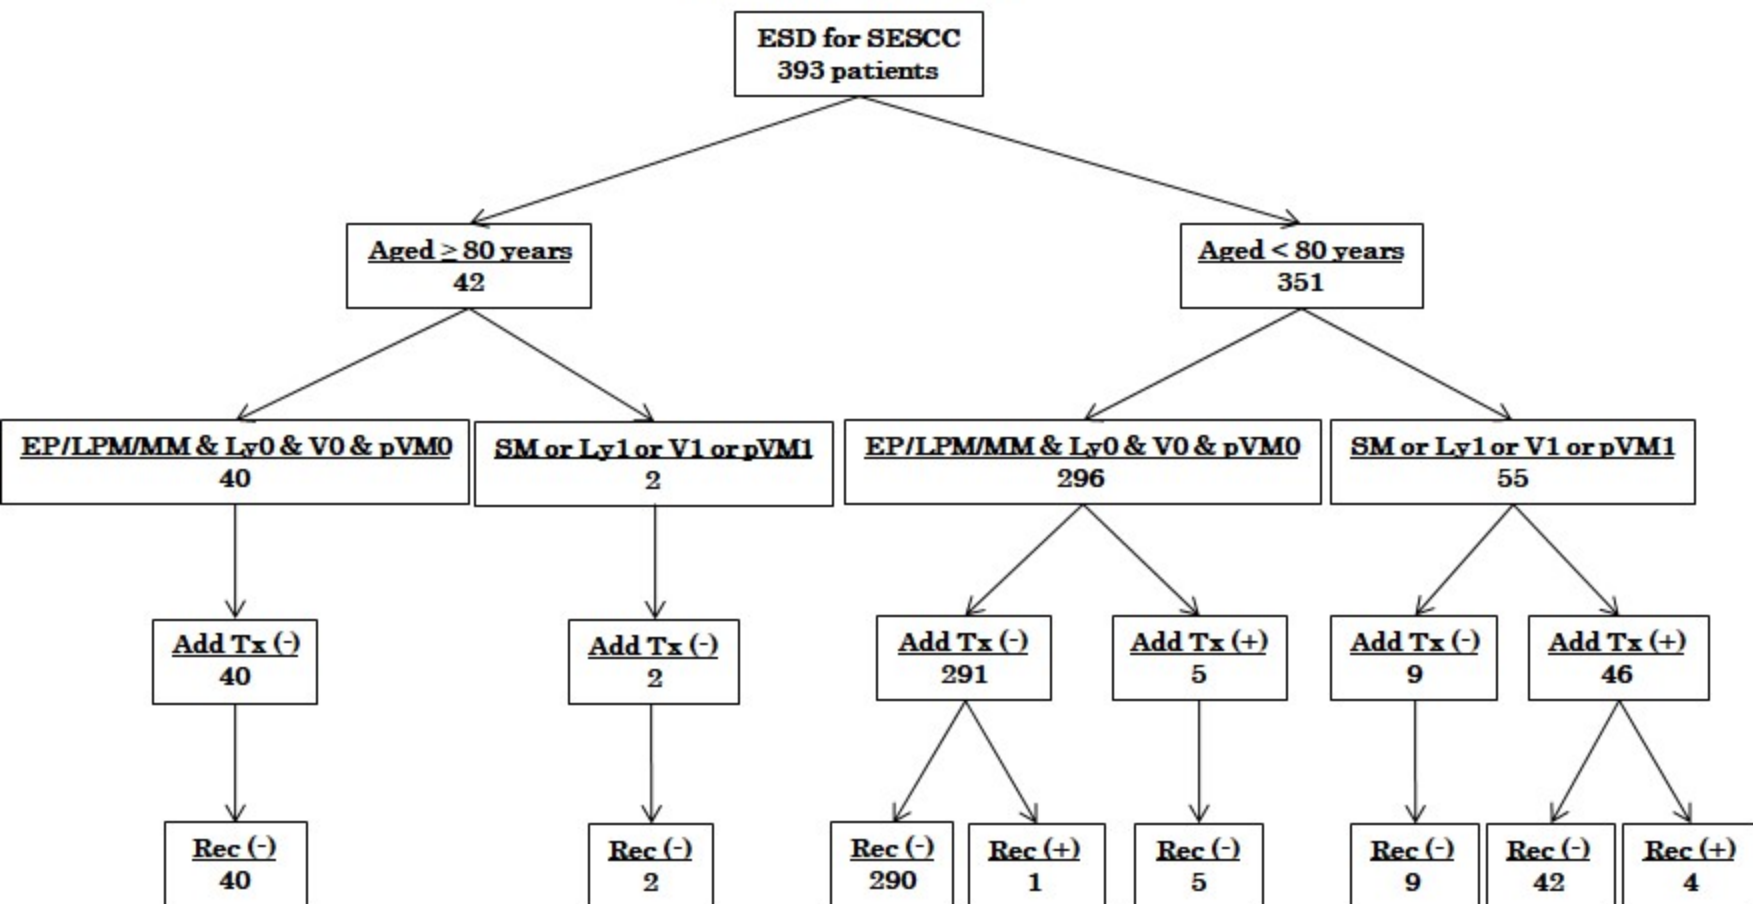 ESD for SESCC
393 patients
Aged ≥ 80 years
42
Aged < 80 years
351
EP/LPM/MM & Ly0 & V0 & pVM0
40
SM or Ly1 or V1 or pVM1
2
EP/LPM/MM & Ly0 & V0 & pVM0
296
SM or Ly1 or V1 or pVM1
55
Add Tx (-)
40
Add Tx (-)
2
Add Tx (-)
291
Add Tx (+)
5
Add Tx (-)
9
Add Tx (+)
46
Rec (-)
40
Rec (-)
2
Rec (-)
290
Rec (+)
1
Rec (-)
5
Rec (-)
9
Rec (-)
42
Rec (+)
4